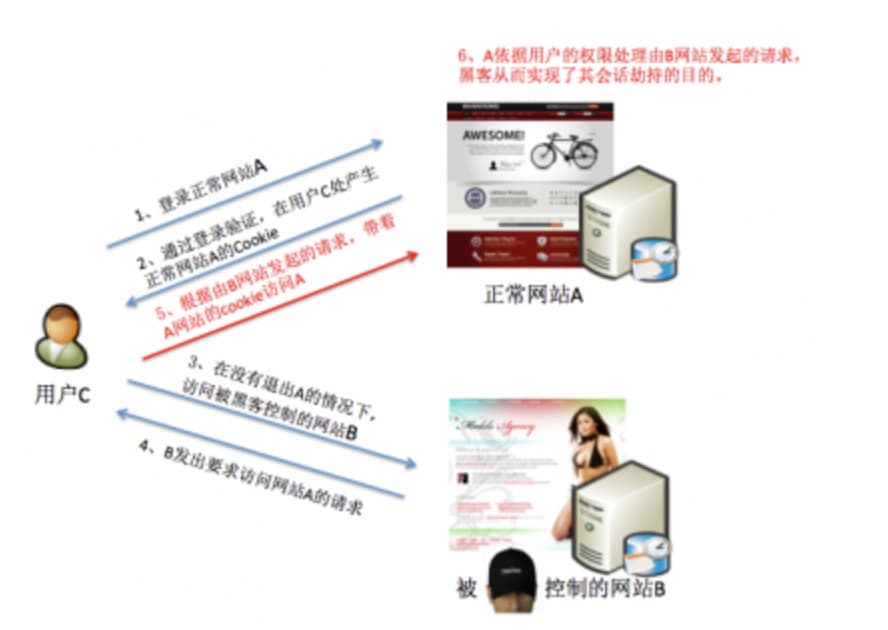 6、A依据用户的权限处理由B网站发起的请求，
黑客从而实现了其会话劫持的目的。
AWESOME!
1、登录正常网站A
2、通过登录验证，在用户C处产生
正常网站A的Cookie
5、根据由B网站发起的请求，带着
A网站的cookie访问A
正常网站A
用户C
3、在没有退出A的情况下，
访问被黑客控制的网站B
4、B发出要求访问网站A的请求
Models Agency
被 控制的网站B